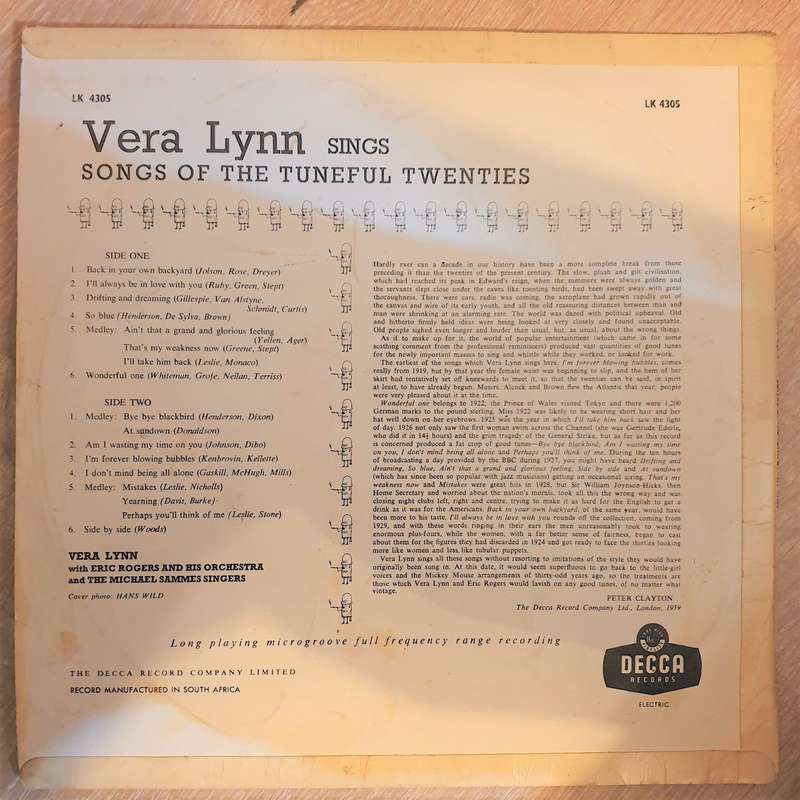 LK 4305
LK 4305
Vera Lynn SINGS
SONGS OF THE TUNEFUL TWENTIES
SIDE ONE
1. Back in your own backyard (Jolson, Rose, Dreyer)
2. I'll always be in love with you (Ruby, Green, Stept)
3. Drifting and dreaming (Gillespie, Van Alstyne,
Schmidt, Curtis)
4. So blue (Henderson, De Sylva, Brown)
5. Medley: Ain't that a grand and glorious feeling
(Yellen, Ager)
That's my weakness now (Greene, Stept)
I'll take him back (Leslie, Monaco)
6. Wonderful one (Whiteman, Grofe, Neilan, Terriss)
SIDE TWO
1. Medley: Bye bye blackbird (Henderson, Dixon)
At sundown (Donaldson)
2. Am I wasting my time on you (Johnson, Dibo)
3. I'm forever blowing bubbles (Kenbrovin, Kellette)
4. I don't mind being all alone (Gaskill, McHugh, Mills)
5. Medley: Mistakes (Leslie, Nicholls)
Yearning (Davis, Burke)
Perhaps you'll think of me (Leslie, Stone)
6. Side by side (Woods)
VERA LYNN
with ERIC ROGERS AND HIS ORCHESTRA
and THE MICHAEL SAMMES SINGERS
Cover photo: HANS WILD
Hardly ever can a decade in our history have been a more complete break from those
preceding it than the twenties of the present century. The slow, plush and gilt civilisation,
which had reached its peak in Edward's reign, when the summers were always golden and
the servants slept close under the eaves like roosting birds, had been swept away with great
thoroughness. There were cars, radio was coming, the aeroplane had grown rapidly out of
the canvas and wire of its early youth, and all the old reassuring distances between man and
man were shrinking at an alarming rate. The world was dazed with political upheaval. Old
and hitherto firmly held ideas were being looked at very closely and found unacceptable.
Old people sighed even longer and louder than usual, but, as usual, about the wrong things.
As if to make up for it, the world of popular entertainment (which came in for some
scathing comment from the professional reminiscers) produced vast quantities of good tunes
for the newly important masses to sing and whistle while they worked, or looked for work.
The earliest of the songs which Vera Lynn sings here, I'm forever blowing bubbles, comes
really from 1919, but by that year the female waist was beginning to slip, and the hem of her
skirt had tentatively set off kneewards to meet it, so that the twenties can be said, in spirit
at least, to have already begun. Messrs. Alcock and Brown flew the Atlantic that year; people
were very pleased about it at the time.
Wonderful one belongs to 1922; the Prince of Wales visited Tokyo and there were 1,200
German marks to the pound sterling. Miss 1922 was likely to be wearing short hair and her
hat well down on her eyebrows. 1925 was the year in which I'll take him back saw the light
of day. 1926 not only saw the first woman swim across the Channel (she was Gertrude Ederle,
who did it in 14½ hours) and the grim tragedy of the General Strike, but as far as this record
is concerned produced a fat crop of good tunes—Bye bye blackbird, Am I wasting my time
on you, I don't mind being all alone and Perhaps you'll think of me. During the ten hours
of broadcasting a day provided by the BBC during 1927, you might have heard Drifting and
dreaming, So blue, Ain't that a grand and glorious feeling, Side by side and At sundown
(which has since been so popular with jazz musicians) getting an occasional airing. That's my
weakness now and Mistakes were great hits in 1928, but Sir William Joynson-Hicks, then
Home Secretary and worried about the nation's morals, took all this the wrong way and was
closing night clubs left, right and centre, trying to make it as hard for the English to get a
drink as it was for the Americans. Back in your own backyard, of the same year, would have
been more to his taste. I'll always be in love with you rounds off the collection, coming from
1929, and with these words ringing in their ears the men unreasonably took to wearing
enormous plus-fours, while the women, with a far better sense of fairness, began to cast
about them for the figures they had discarded in 1924 and got ready to face the thirties looking
more like women and less like tubular puppets.
Vera Lynn sings all these songs without resorting to imitations of the style they would have
originally been sung in. At this date, it would seem superfluous to go back to the little-girl
voices and the Mickey Mouse arrangements of thirty-old years ago, so the treatments are
those which Vera Lynn and Eric Rogers would lavish on any good tunes, of no matter what
vintage.
PETER CLAYTON
The Decca Record Company Ltd., London, 1959
Long playing microgroove full frequency range recording
THE DECCA RECORD COMPANY LIMITED
RECORD MANUFACTURED IN SOUTH AFRICA
DECCA
RECORDS
ELECTRIC